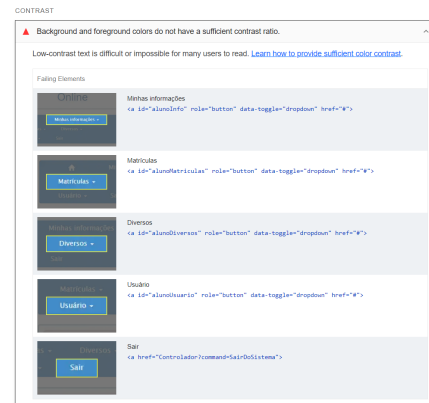 CONTRAST
Background and foreground colors do not have a sufficient contrast ratio.
Low-contrast text is difficult or impossible for many users to read. Learn how to provide sufficient color contrast.
Failing Elements
Online
Minhas informações
Minhas informações
<a id="alunoInfo" role="button" data-toggle="dropdown" href="#">
Matrículas
Matrículas
<a id="alunoMatriculas" role="button" data-toggle="dropdown" href="#">
Usuário
Minhas informações
Diversos
Diversos
<a id="alunoDiversos" role="button" data-toggle="dropdown" href="#">
Sair
Matrículas
Usuário
Usuário
<a id="alunoUsuario" role="button" data-toggle="dropdown" href="#">
Diversos
Sair
Sair
<a href="Controlador?command=SairDoSistema">